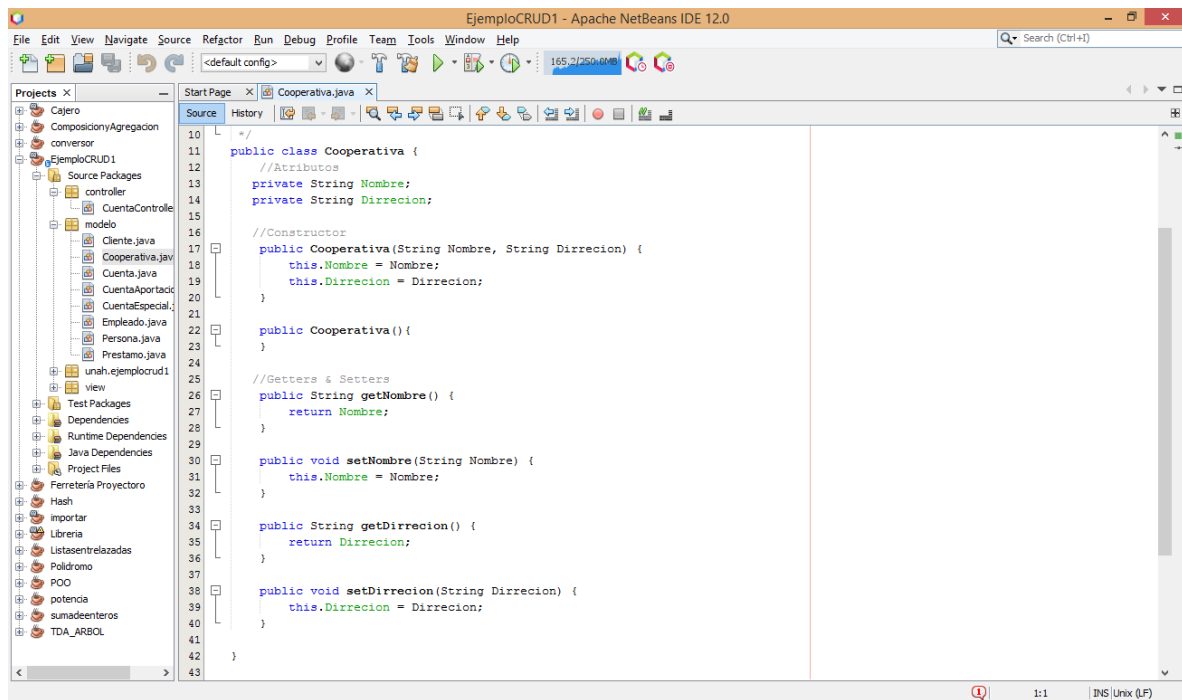 EjemploCRUD1 - Apache NetBeans IDE 12.0
File Edit View Navigate Source Refactor Run Debug Profile Team Tools Window Help
Search (Ctrl+I)
<default config>
165.2/250.0MB
Projects
Start Page
Cooperativa.java
Source History
Cajero
ComposicionyAgregacion
conversor
EjemploCRUD1
Source Packages
controller
CuentaControlle
modelo
Cliente.java
Cooperativa.jav
Cuenta.java
CuentaAportacio
CuentaEspecial.j
Empleado.java
Persona.java
Prestamo.java
unah.ejemplocrud1
view
Test Packages
Dependencies
Runtime Dependencies
Java Dependencies
Project Files
Ferretería Proyectoro
Hash
importar
Libreria
Listasentrelazadas
Polidromo
POO
potencia
sumadeenteros
TDA_ARBOL
10 */
11 public class Cooperativa {
12 //Atributos
13 private String Nombre;
14 private String Dirrecion;
15
16 //Constructor
17 public Cooperativa(String Nombre, String Dirrecion) {
18 this.Nombre = Nombre;
19 this.Dirrecion = Dirrecion;
20 }
21
22 public Cooperativa(){
23 }
24
25 //Getters & Setters
26 public String getNombre() {
27 return Nombre;
28 }
29
30 public void setNombre(String Nombre) {
31 this.Nombre = Nombre;
32 }
33
34 public String getDirrecion() {
35 return Dirrecion;
36 }
37
38 public void setDirrecion(String Dirrecion) {
39 this.Dirrecion = Dirrecion;
40 }
41
42 }
43
1 1:1 INS Unix (LF)